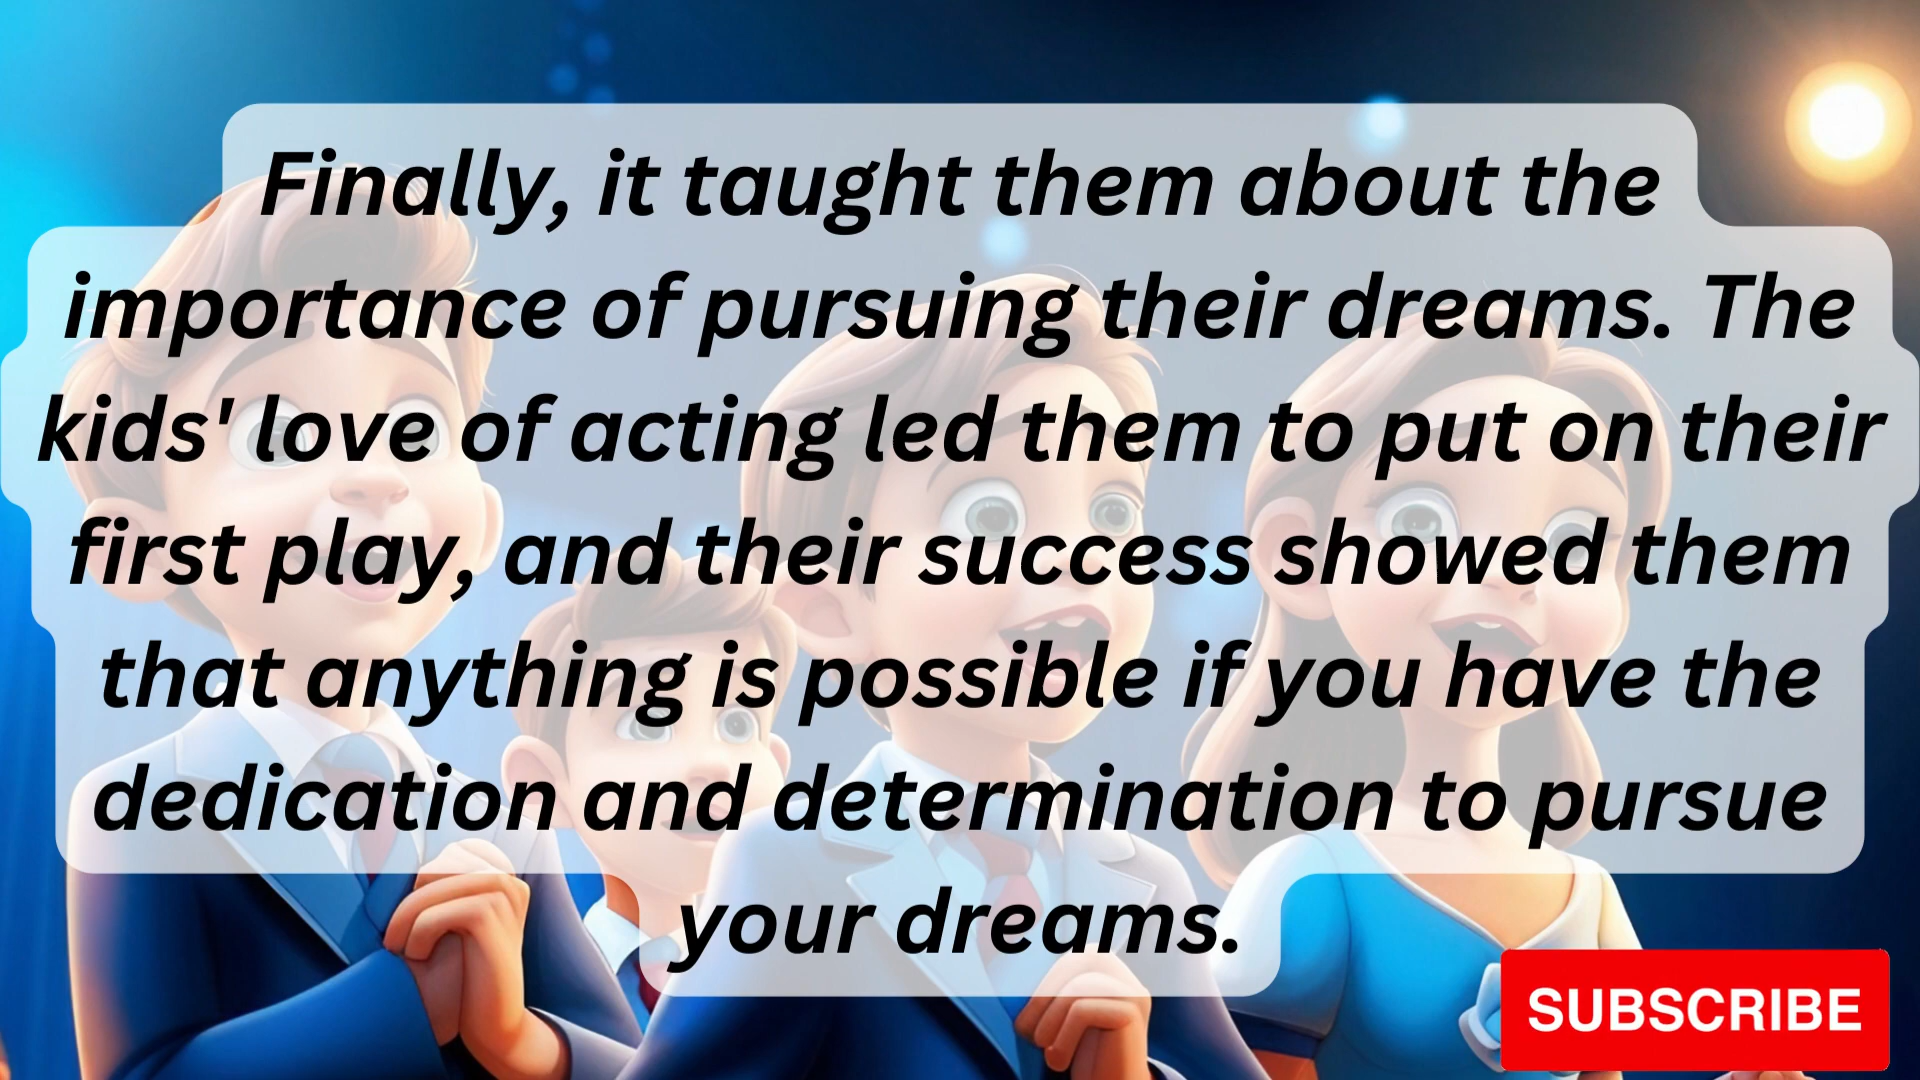 Finally, it taught them about the
importance of pursuing their dreams. The
kids' love of acting led them to put on their
first play, and their success showed them
that anything is possible if you have the
dedication and determination to pursue
your dreams.
SUBSCRIBE